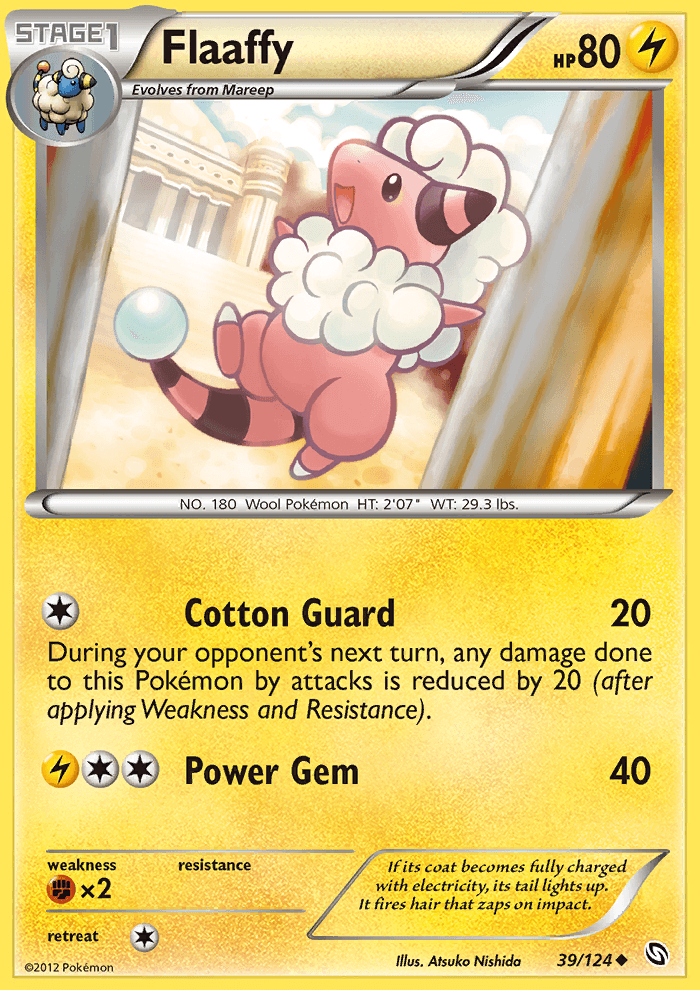 STAGE1
Flaaffy
HP80
Evolves from Mareep
NO. 180 Wool Pokémon HT: 2'07" WT: 29.3 lbs.
Cotton Guard 20
During your opponent's next turn, any damage done
to this Pokémon by attacks is reduced by 20 (after
applying Weakness and Resistance).
Power Gem 40
weakness resistance
×2
retreat
If its coat becomes fully charged
with electricity, its tail lights up.
It fires hair that zaps on impact.
Illus. Atsuko Nishida 39/124
©2012 Pokémon